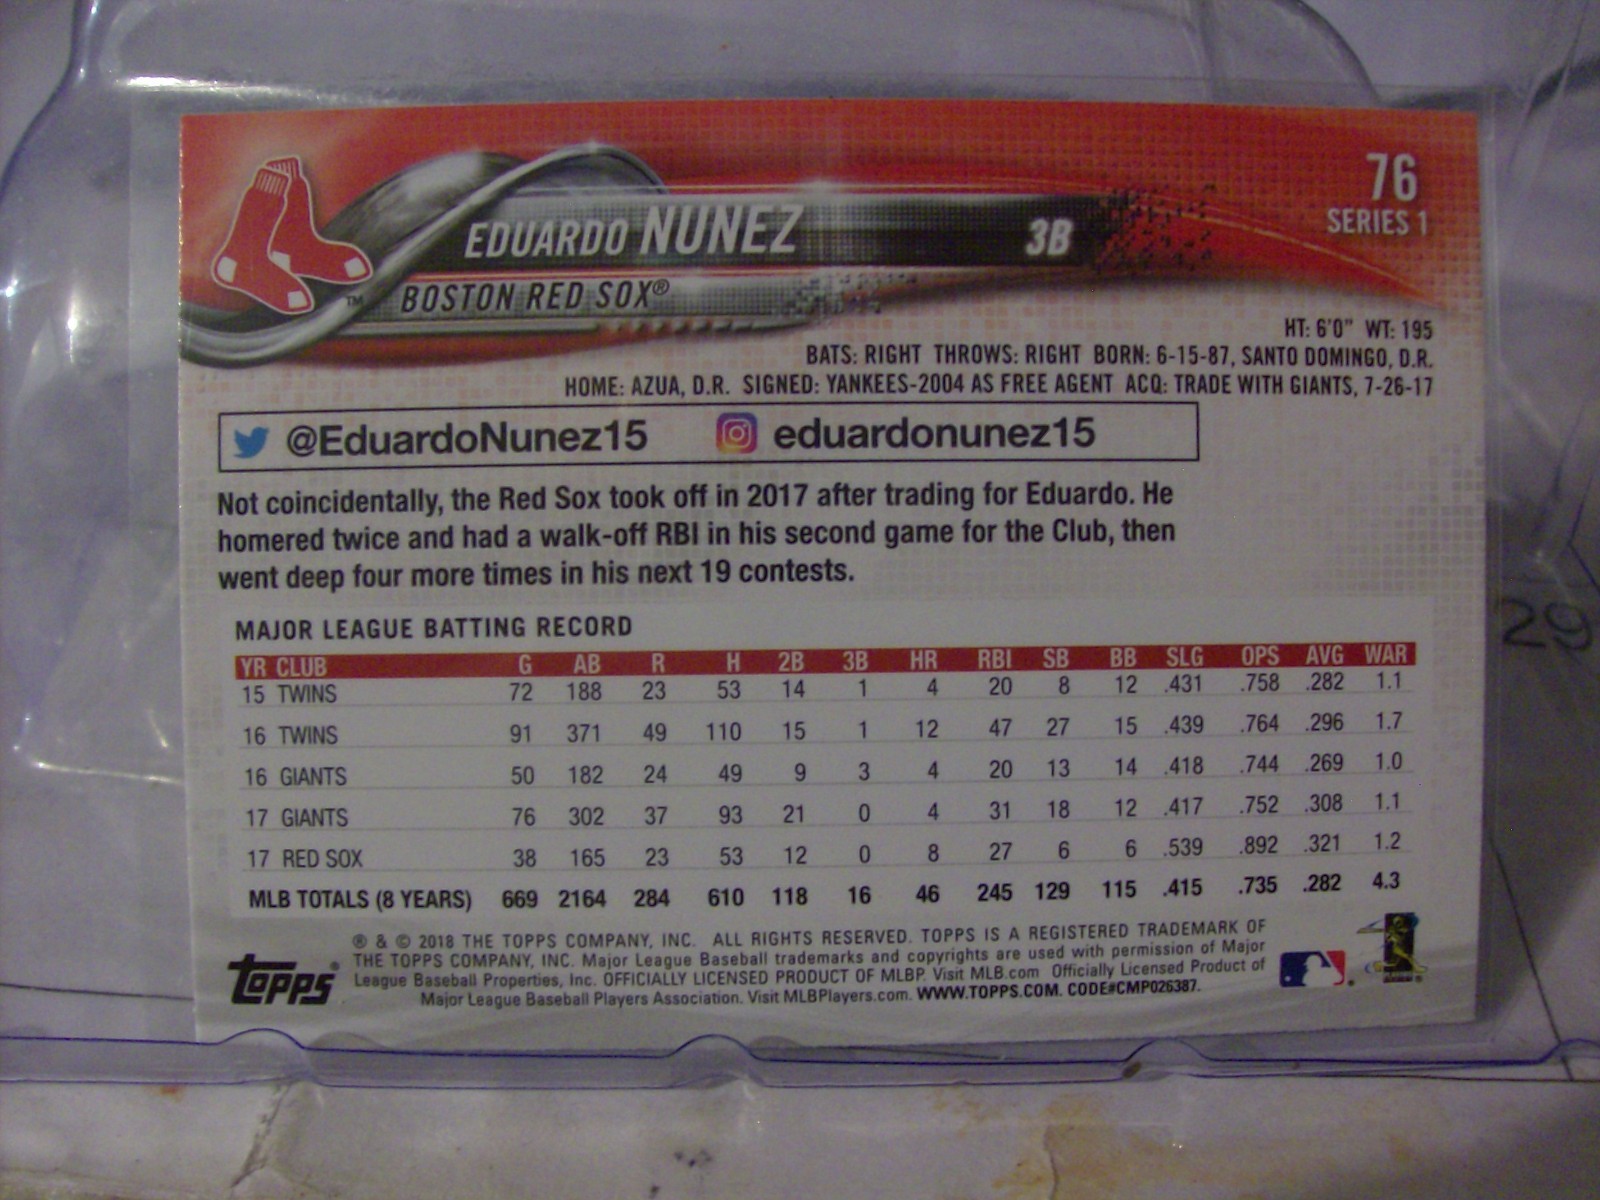 76
SERIES 1
EDUARDO NUNEZ 3B
BOSTON RED SOX®
™
HT: 6'0" WT: 195
BATS: RIGHT THROWS: RIGHT BORN: 6-15-87, SANTO DOMINGO, D.R.
HOME: AZUA, D.R. SIGNED: YANKEES-2004 AS FREE AGENT ACQ: TRADE WITH GIANTS, 7-26-17
@EduardoNunez15 eduardonunez15
Not coincidentally, the Red Sox took off in 2017 after trading for Eduardo. He
homered twice and had a walk-off RBI in his second game for the Club, then
went deep four more times in his next 19 contests.
MAJOR LEAGUE BATTING RECORD
YR CLUB G AB R H 2B 3B HR RBI SB BB SLG OPS AVG WAR
15 TWINS 72 188 23 53 14 1 4 20 8 12 .431 .758 .282 1.1
16 TWINS 91 371 49 110 15 1 12 47 27 15 .439 .764 .296 1.7
16 GIANTS 50 182 24 49 9 3 4 20 13 14 .418 .744 .269 1.0
17 GIANTS 76 302 37 93 21 0 4 31 18 12 .417 .752 .308 1.1
17 RED SOX 38 165 23 53 12 0 8 27 6 6 .539 .892 .321 1.2
MLB TOTALS (8 YEARS) 669 2164 284 610 118 16 46 245 129 115 .415 .735 .282 4.3
® & © 2018 THE TOPPS COMPANY, INC. ALL RIGHTS RESERVED. TOPPS IS A REGISTERED TRADEMARK OF
THE TOPPS COMPANY, INC. Major League Baseball trademarks and copyrights are used with permission of Major
League Baseball Properties, Inc. OFFICIALLY LICENSED PRODUCT OF MLBP. Visit MLB.com Officially Licensed Product of
Major League Baseball Players Association. Visit MLBPlayers.com. WWW.TOPPS.COM. CODE#CMP026387.
topps®
29